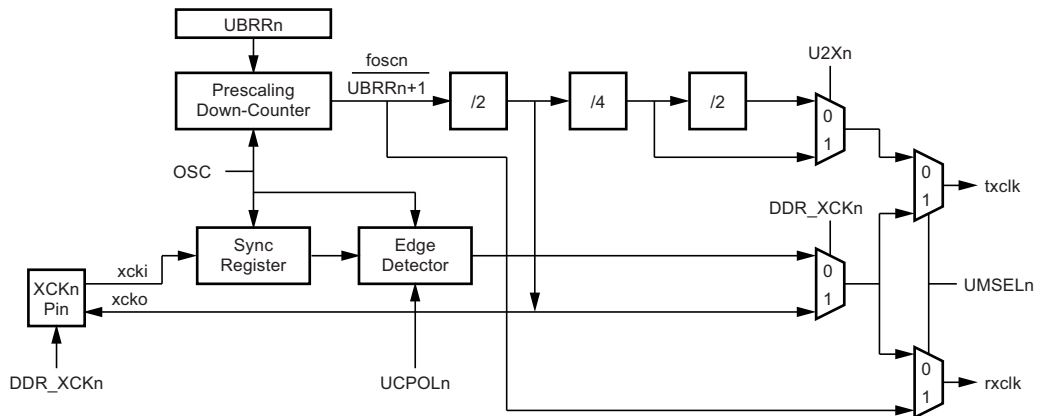 UBRRn
U2Xn
foscn
UBRRn+1
Prescaling
Down-Counter
/2
/4
/2
0
1
OSC
0
1
txclk
DDR_XCKn
Sync
Register
Edge
Detector
0
1
xcki
XCKn
Pin
xcko
UMSELn
DDR_XCKn
UCPOLn
0
1
rxclk